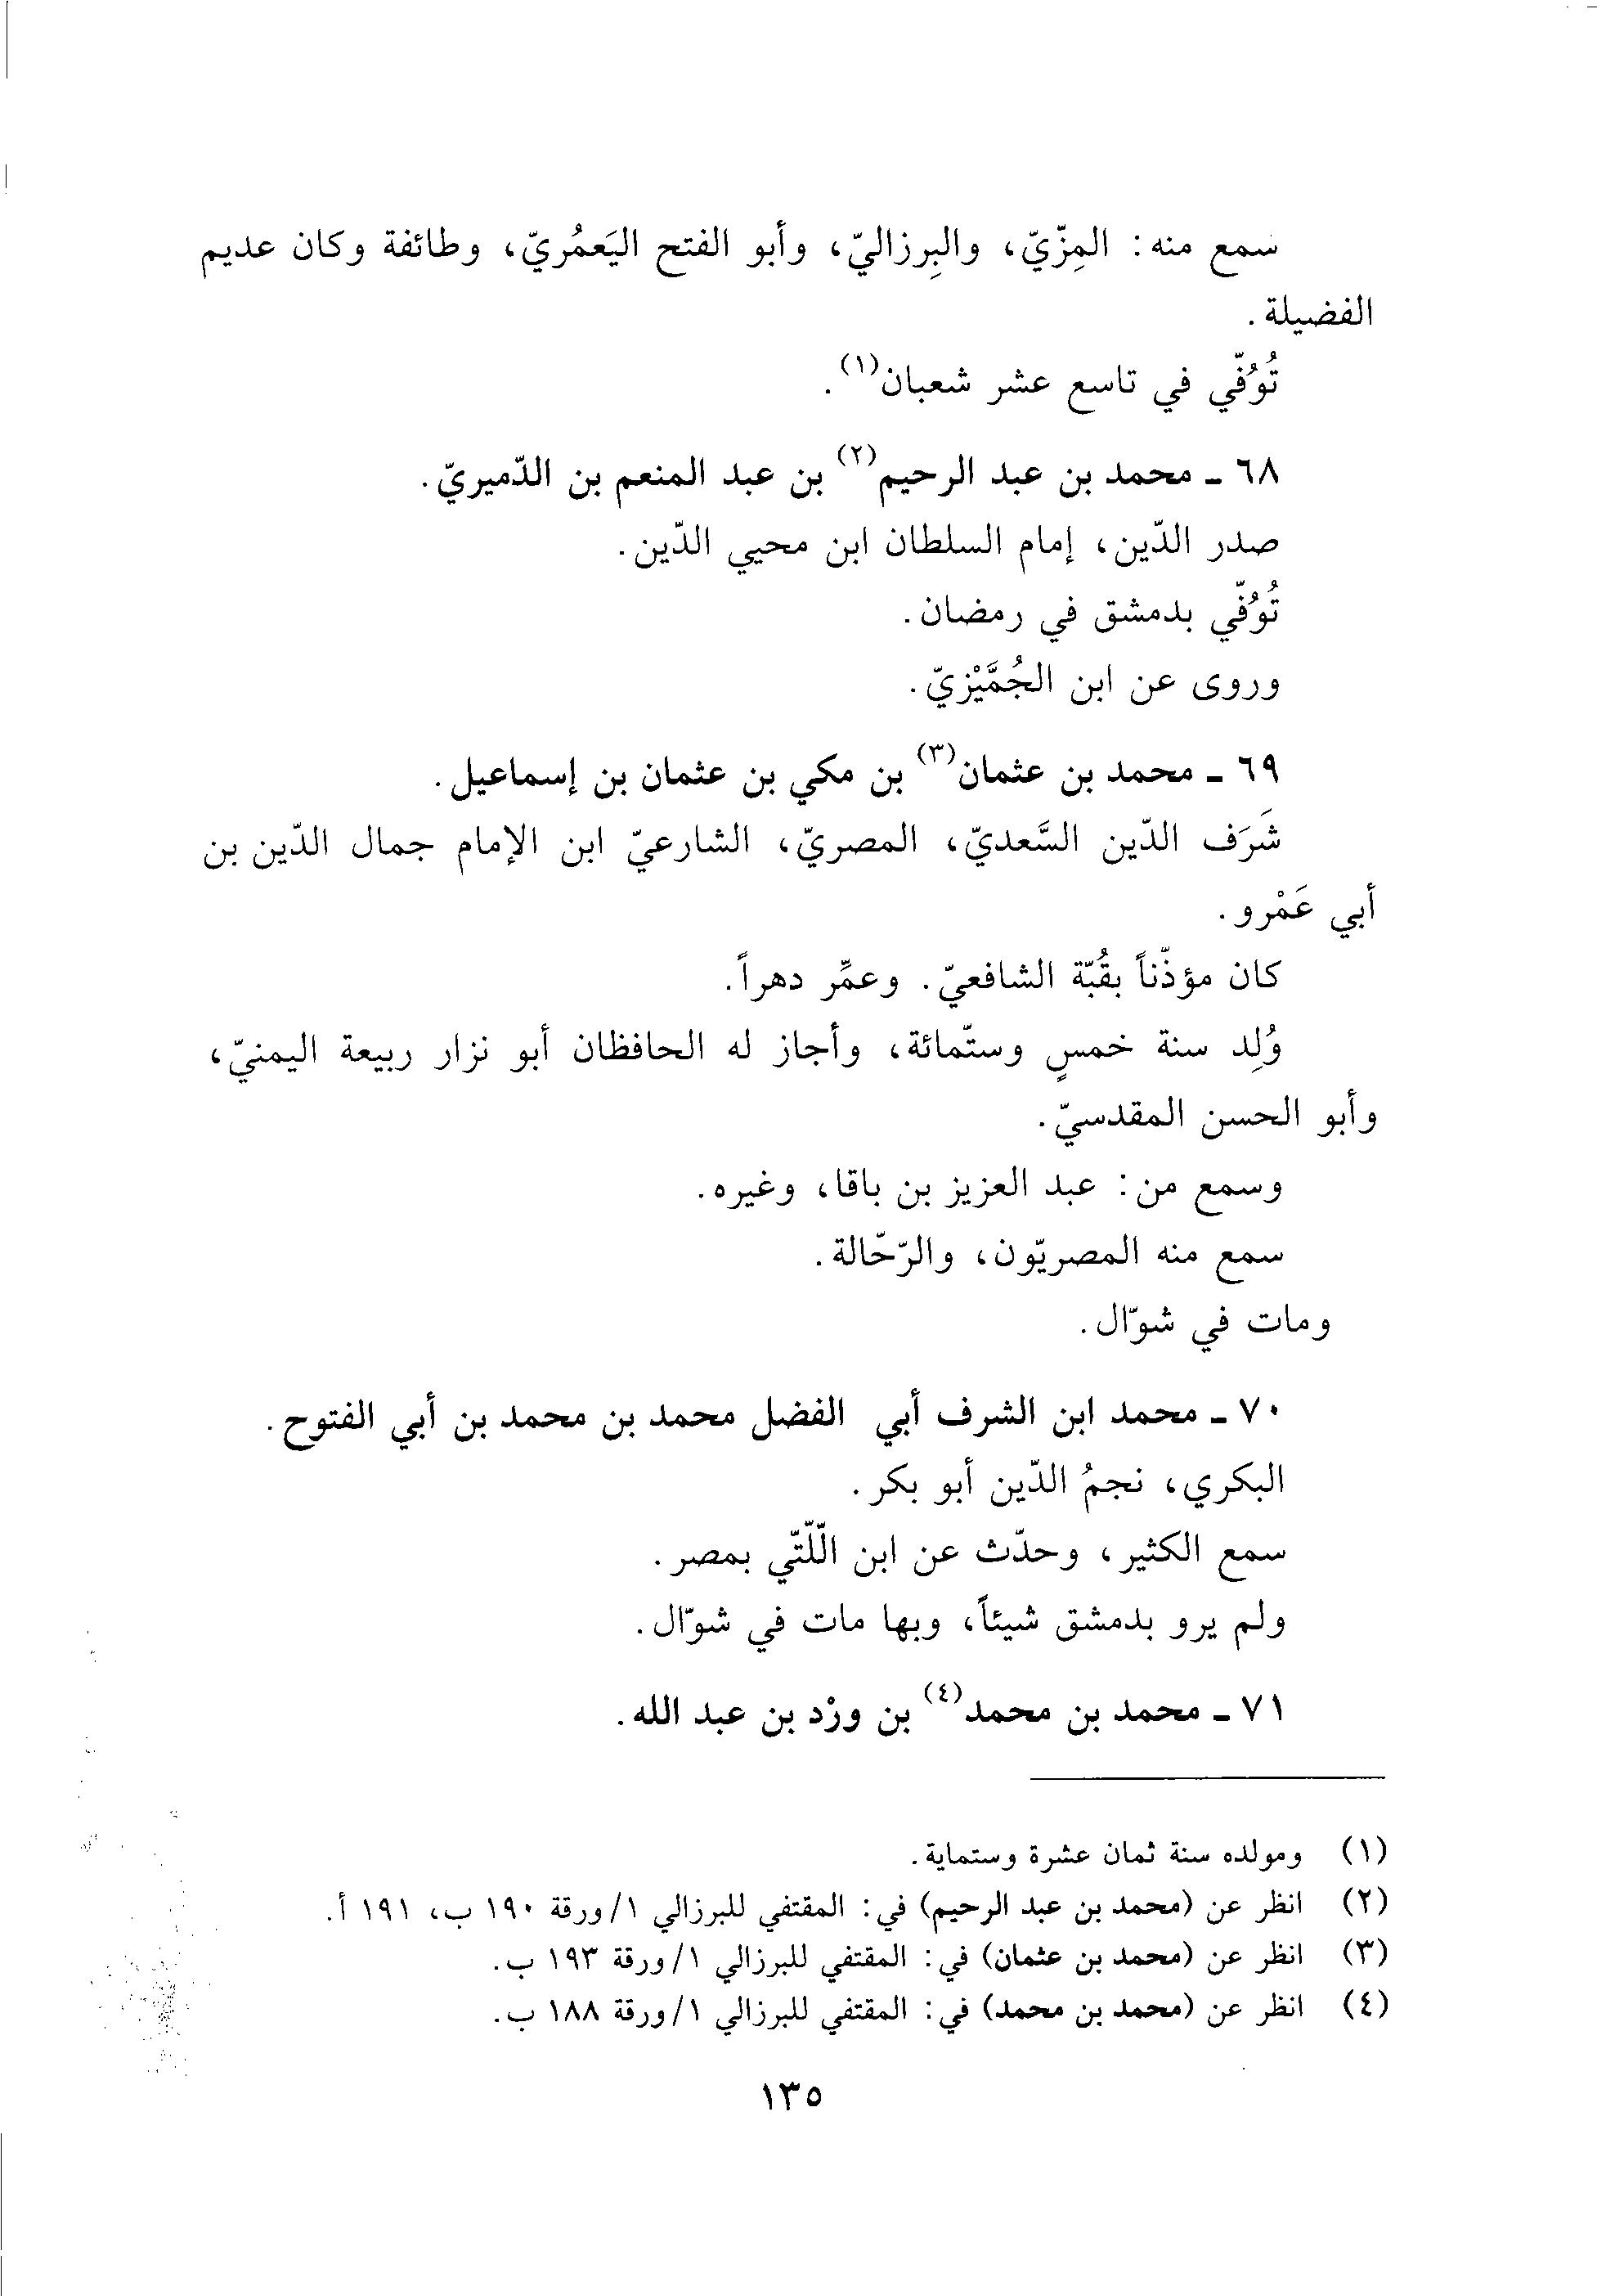 سمع منه: المِزّيّ، والبِرزاليّ، وأبو الفتح اليَعمُريّ، وطائفة وكان عديم
الفضيلة.
تُوُفّي في تاسع عشر شعبان(١).
٦٨ ـ محمد بن عبد الرحيم(٢) بن عبد المنعم بن الدّميريّ.
صدر الدّين، إمام السلطان ابن محيي الدّين.
تُوُفّي بدمشق في رمضان.
وروى عن ابن الجُمَّيْزيّ.
٦٩ ـ محمد بن عثمان(٣) بن مكي بن عثمان بن إسماعيل.
شَرَف الدّين السَّعديّ، المصريّ، الشارعيّ ابن الإمام جمال الدّين بن
أبي عَمْرو.
كان مؤذّناً بقُبّة الشافعيّ. وعمِّر دهراً.
وُلِد سنة خمسٍ وستّمائة، وأجاز له الحافظان أبو نزار ربيعة اليمنيّ،
وأبو الحسن المقدسيّ.
وسمع من: عبد العزيز بن باقا، وغيره.
سمع منه المصريّون، والرّحّالة.
ومات في شوّال.
٧٠ ـ محمد ابن الشرف أبي الفضل محمد بن محمد بن أبي الفتوح.
البكري، نجمُ الدّين أبو بكر.
سمع الكثير، وحدّث عن ابن اللّتّي بمصر.
ولم يرو بدمشق شيئاً، وبها مات في شوّال.
٧١ ـ محمد بن محمد(٤) بن ورْد بن عبد الله.
(١) ومولده سنة ثمان عشرة وستماية.
(٢) انظر عن (محمد بن عبد الرحيم) في: المقتفي للبرزالي ١/ورقة ١٩٠ ب، ١٩١ أ.
(٣) انظر عن (محمد بن عثمان) في: المقتفي للبرزالي ١/ورقة ١٩٣ ب.
(٤) انظر عن (محمد بن محمد) في: المقتفي للبرزالي ١/ورقة ١٨٨ ب.
١٣٥